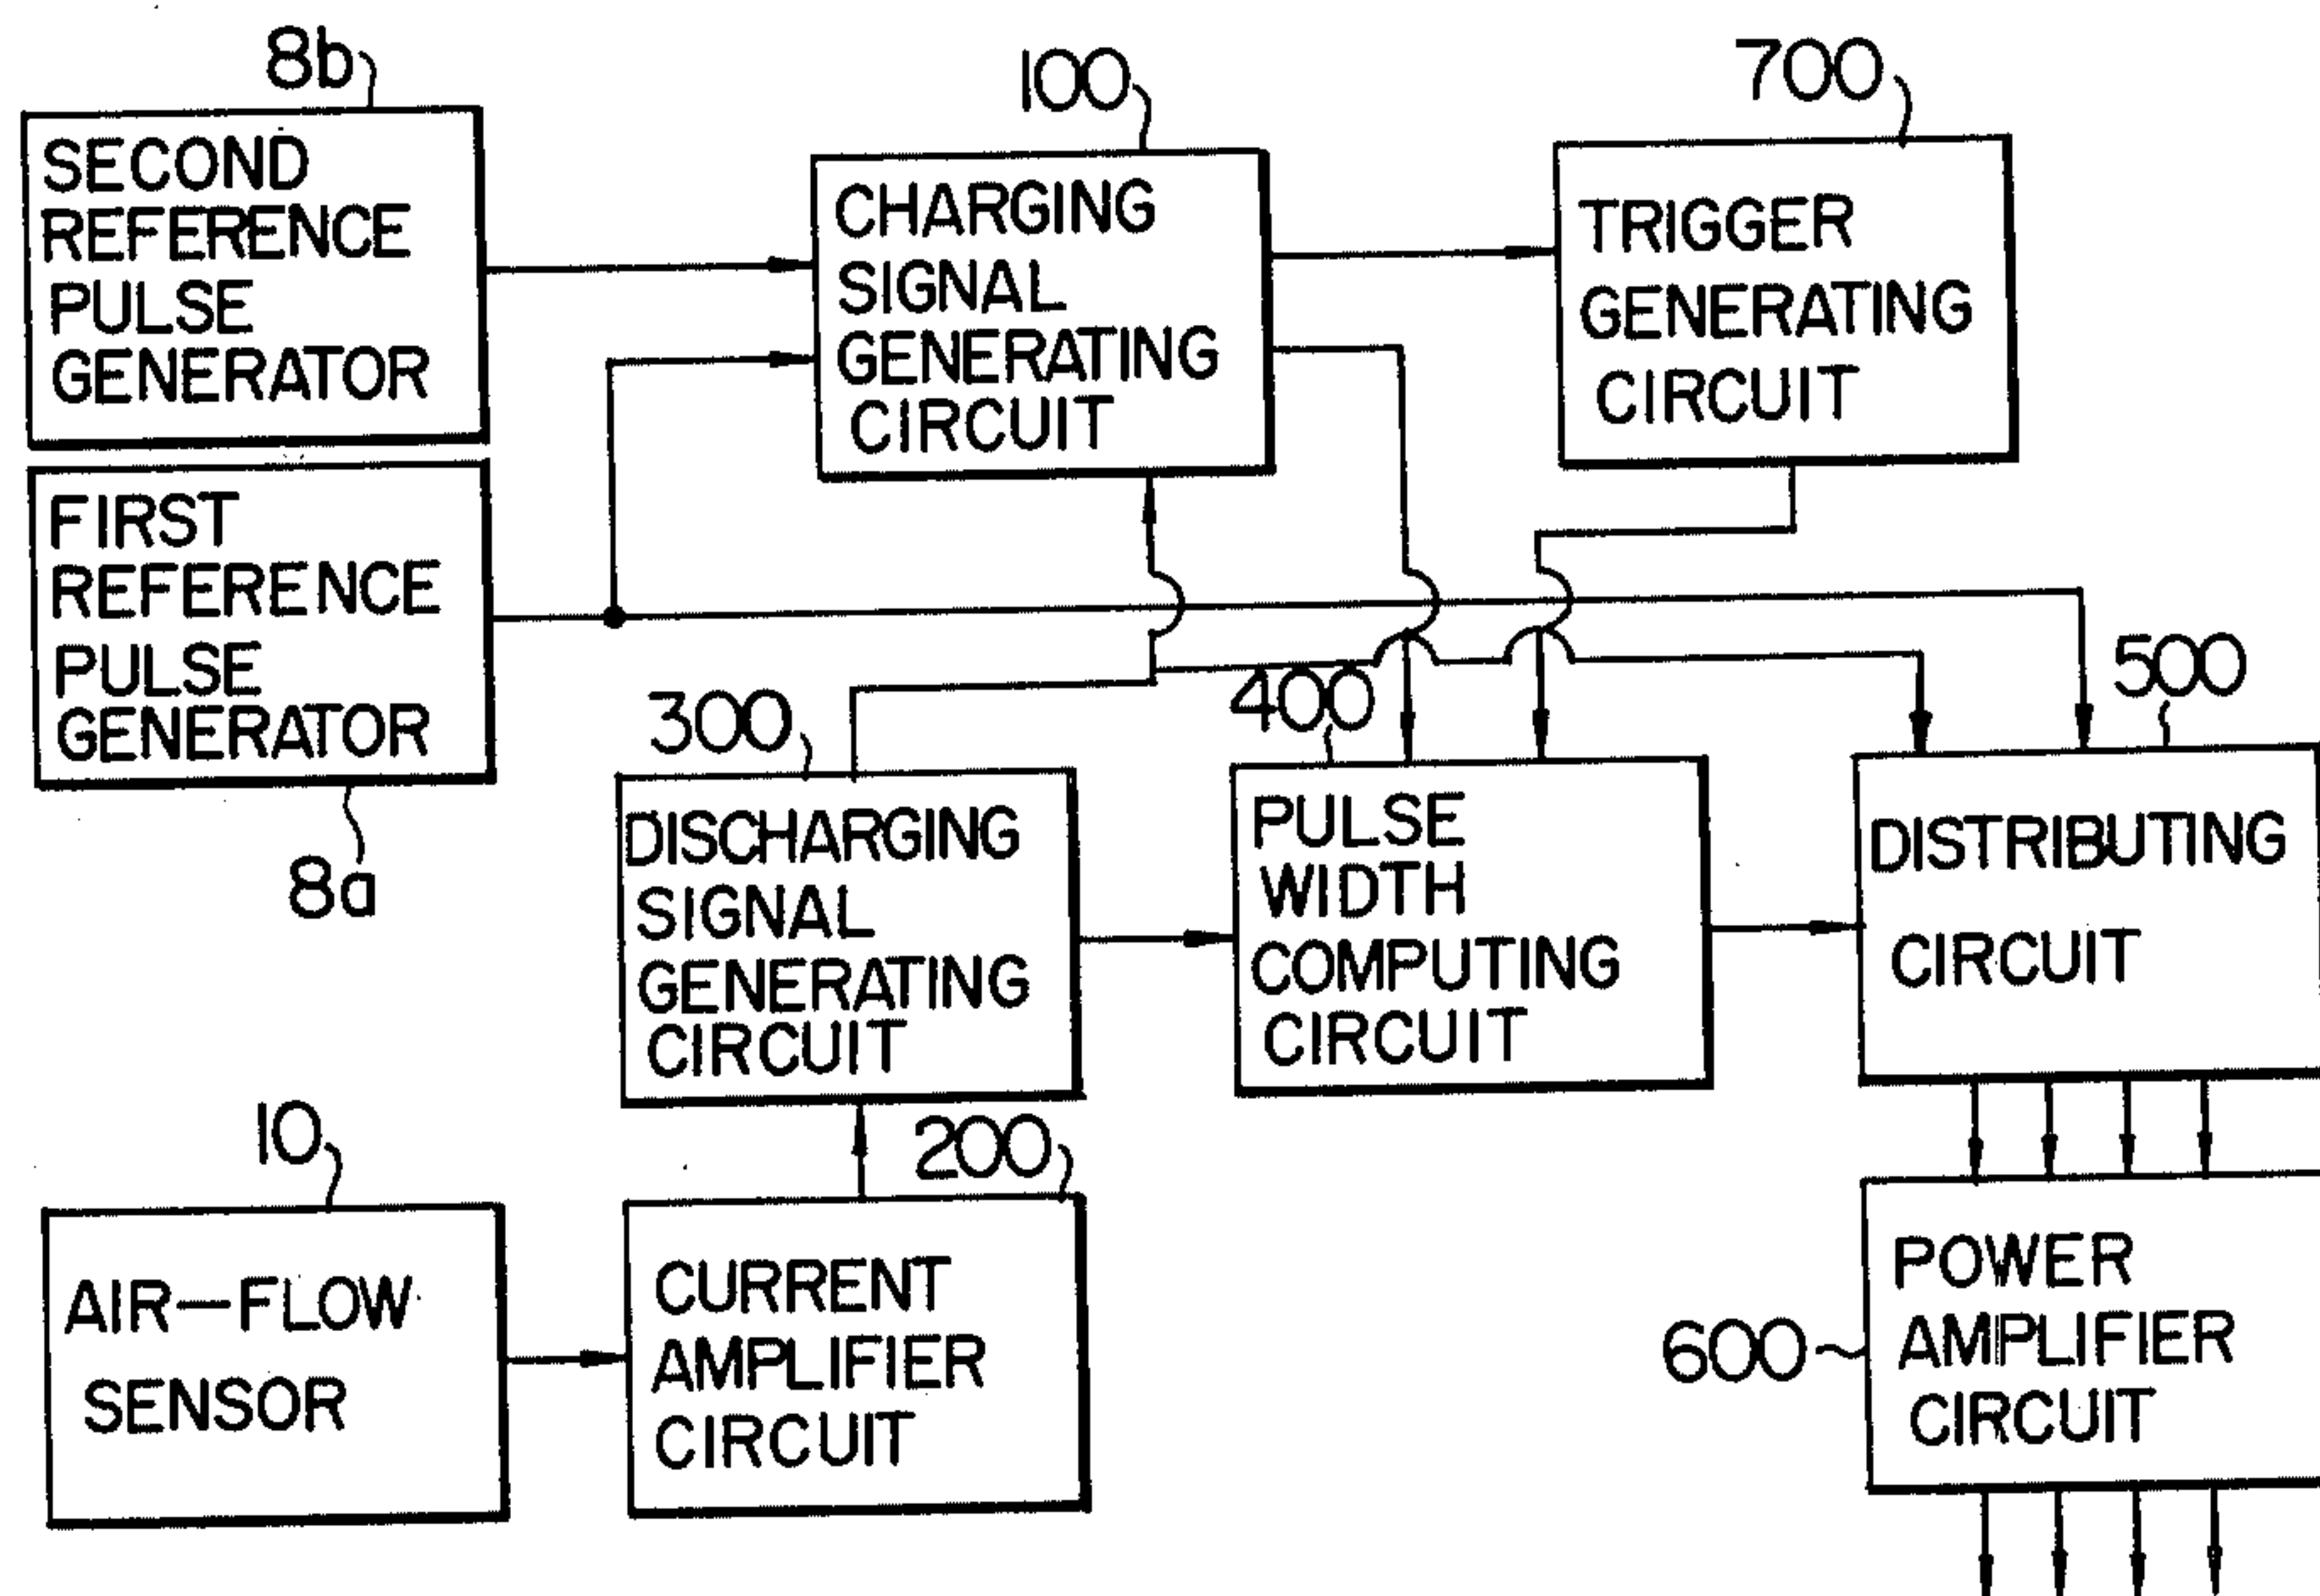 8b
SECOND
REFERENCE
PULSE
GENERATOR
100
CHARGING
SIGNAL
GENERATING
CIRCUIT
700
TRIGGER
GENERATING
CIRCUIT
FIRST
REFERENCE
PULSE
GENERATOR
8a
300
DISCHARGING
SIGNAL
GENERATING
CIRCUIT
400
PULSE
WIDTH
COMPUTING
CIRCUIT
500
DISTRIBUTING
CIRCUIT
10
AIR-FLOW
SENSOR
200
CURRENT
AMPLIFIER
CIRCUIT
600
POWER
AMPLIFIER
CIRCUIT